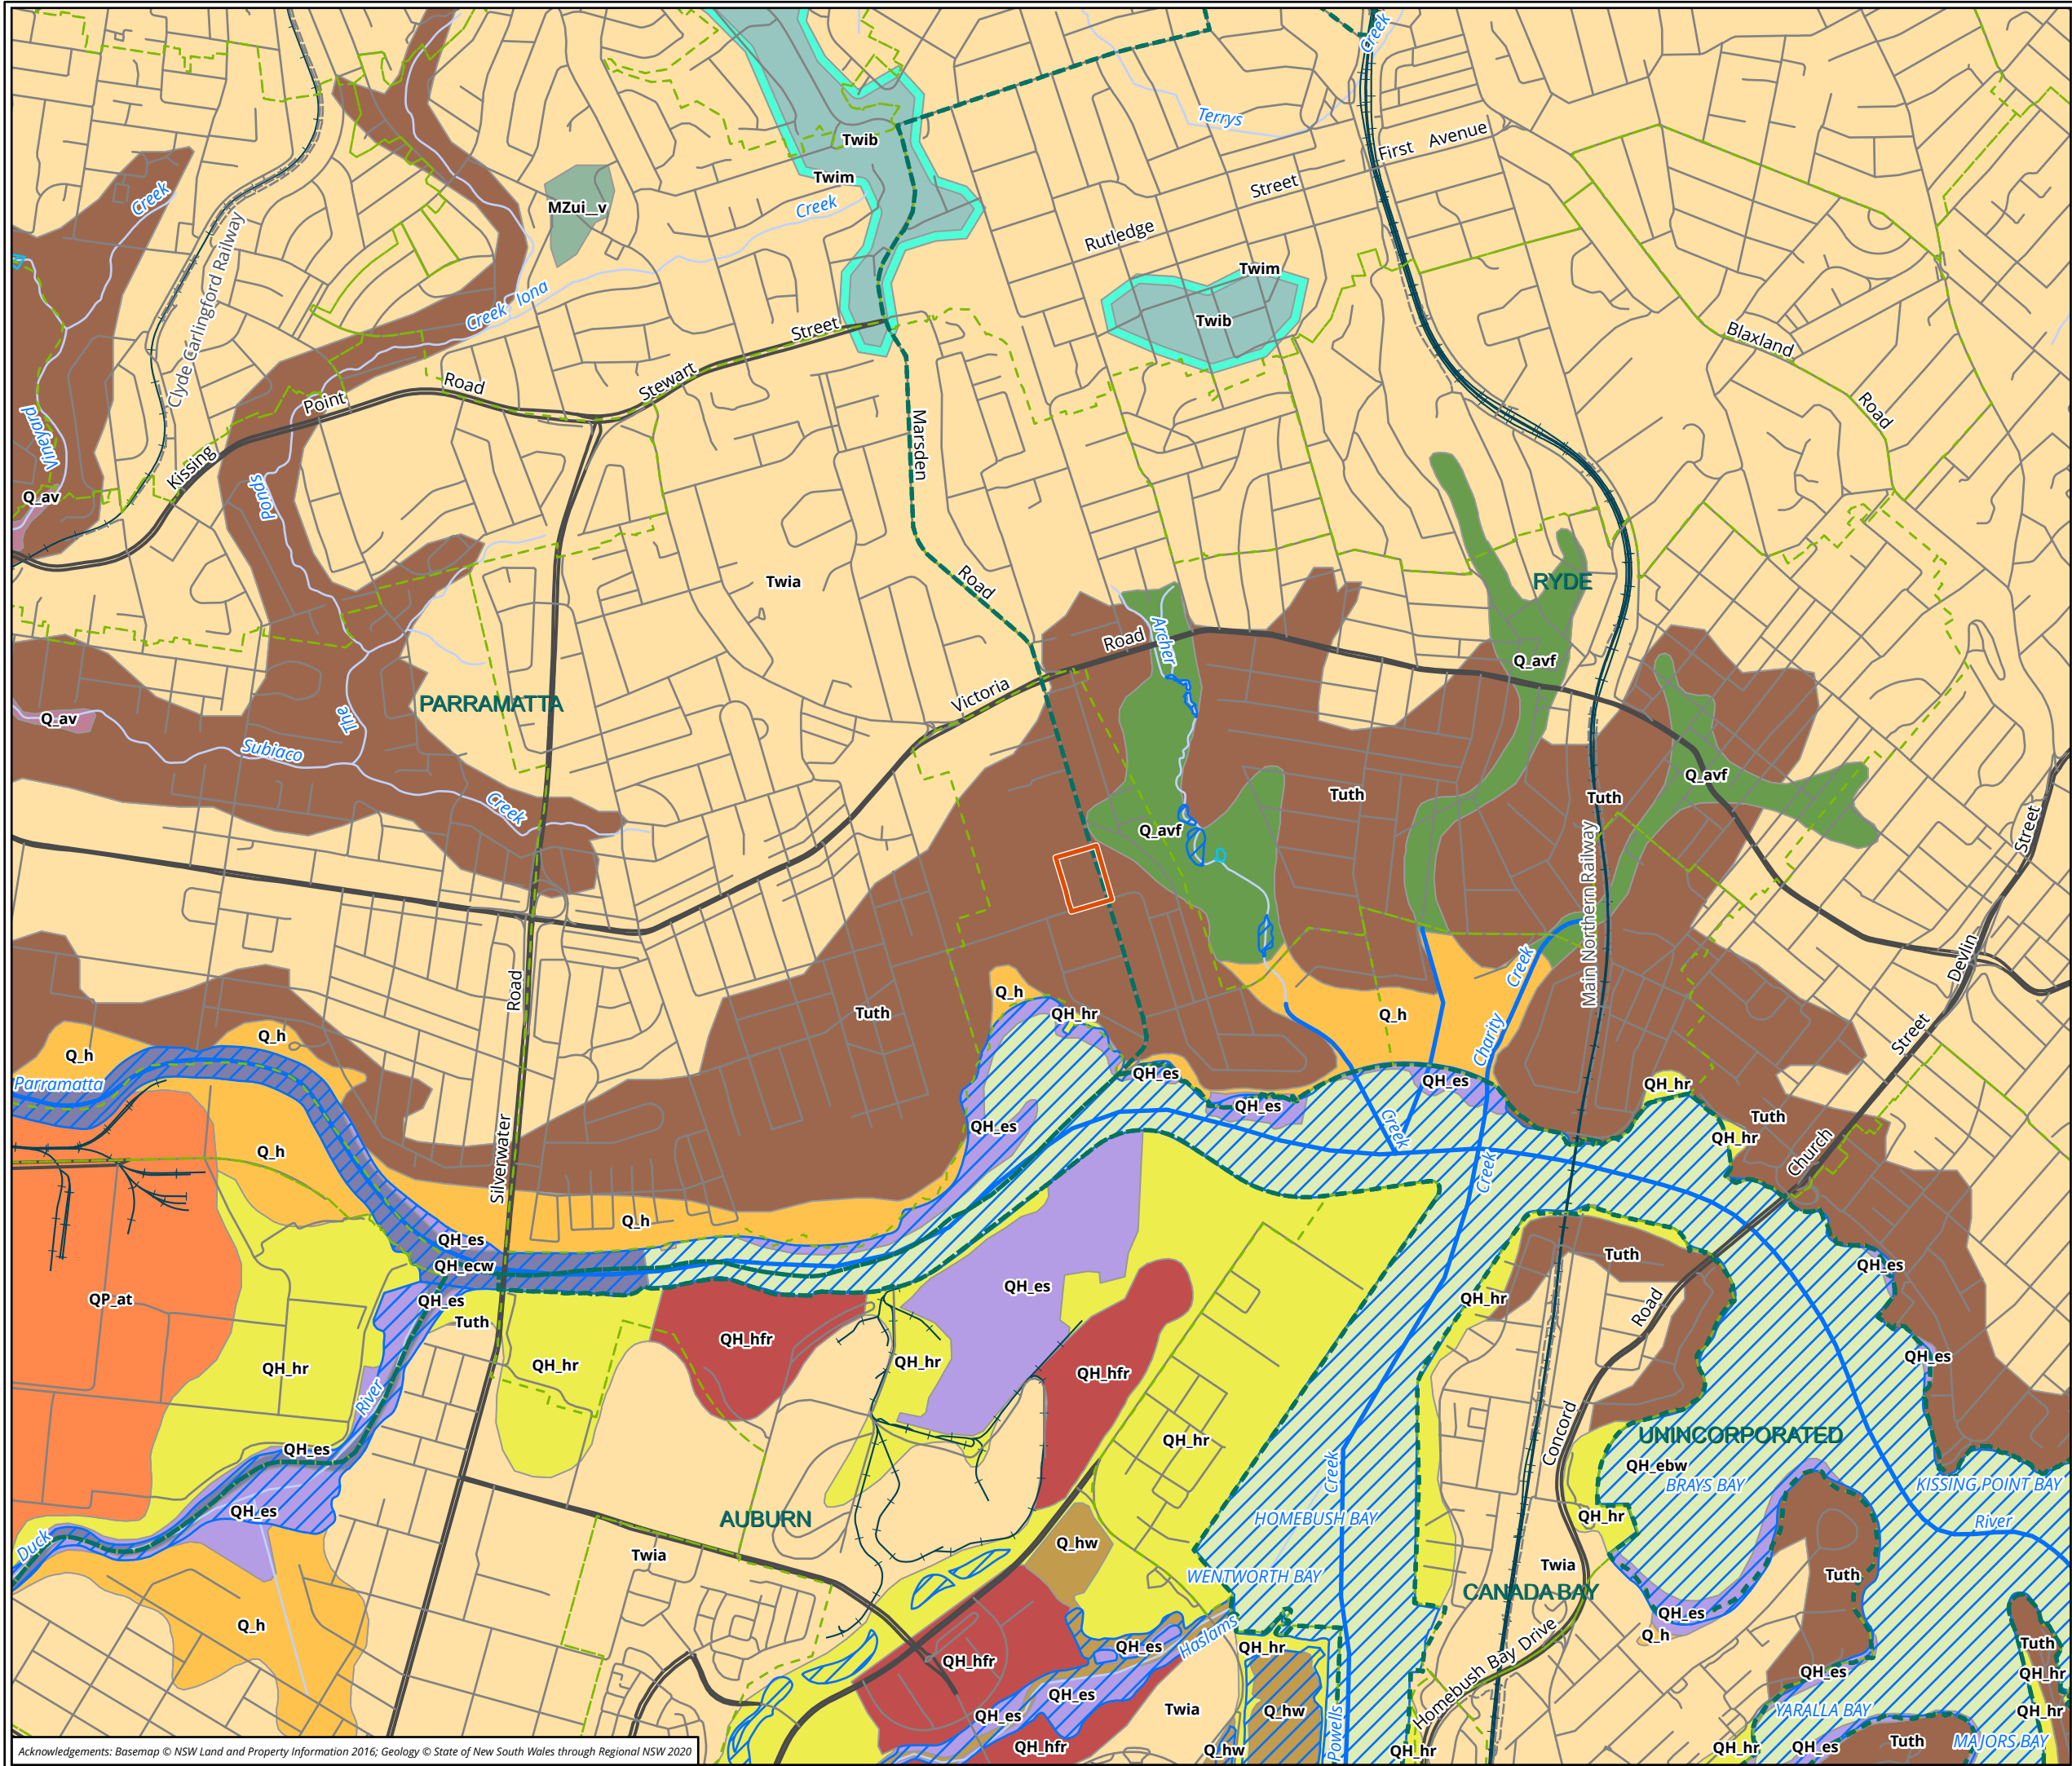 Creek
Terrys
First Avenue
Twib
Twim
Creek
Street
Creek
MZui__v
Rutledge
Clyde Carlingford Railway
Twim
Iona
Creek
Twib
Street
Blaxland
Stewart
Road
Point
Road
Vineyard
Marsden
Kissing
Q_av
Ponds
Road
Twia
RYDE
Archer
Road
Q_avf
Victoria
PARRAMATTA
The
Q_av
Subiaco
Q_avf
Tuth
Tuth
Creek
Q_avf
Street
Main Northern Railway
Devlin
Creek
Road
Q_h
Tuth
QH_hr
Q_h
Charity
Street
Q_h
Q_h
Parramatta
QH_es
QH_es
QH_hr
QH_es
Tuth
QH_es
Creek
QH_hr
Q_h
Church
Silverwater
Creek
Q_h
QH_es
Tuth
QH_ecw
QH_es
QH_es
QP_at
QH_es
QH_hr
Road
Tuth
QH_hfr
QH_es
QH_hr
QH_hr
QH_hr
QH_hfr
River
Concord
UNINCORPORATED
QH_hr
QH_es
QH_ebw
Creek
BRAYS BAY
KISSING POINT BAY
QH_es
AUBURN
HOMEBUSH BAY
QH_hr
River
Duck
Q_hw
Twia
Twia
WENTWORTH BAY
Tuth
CANADA BAY
QH_es
Q_h
Q_h
Haslams
QH_es
QH_hr
Tuth
Homebush Bay Drive
QH_hfr
QH_es
QH_hr
QH_es
Twia
Q_hw
YARALLA BAY
QH_hr
QH_es
Powells
QH_hfr
Q_hw
QH_hr
QH_hr
QH_es
Tuth
MAJORS BAY
Acknowledgements: Basemap © NSW Land and Property Information 2016; Geology © State of New South Wales through Regional NSW 2020